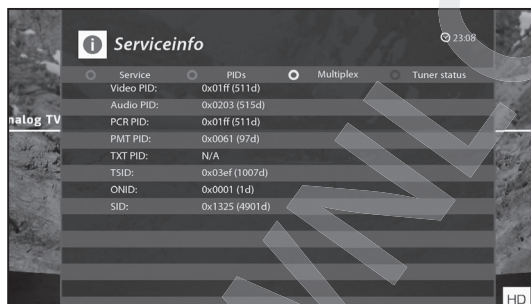 Serviceinfo
23:08
Service PIDs Multiplex Tuner status
Video PID: 0x01ff (511d)
Audio PID: 0x0203 (515d)
nalog TV
PCR PID: 0x01ff (511d)
PMT PID: 0x0061 (97d)
TXT PID: N/A
TSID: 0x03ef (1007d)
ONID: 0x0001 (1d)
SID: 0x1325 (4901d)
HD